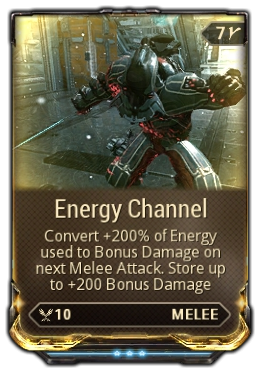 7
Energy Channel
Convert +200% of Energy
used to Bonus Damage on
next Melee Attack. Store up
to +200 Bonus Damage
10 MELEE